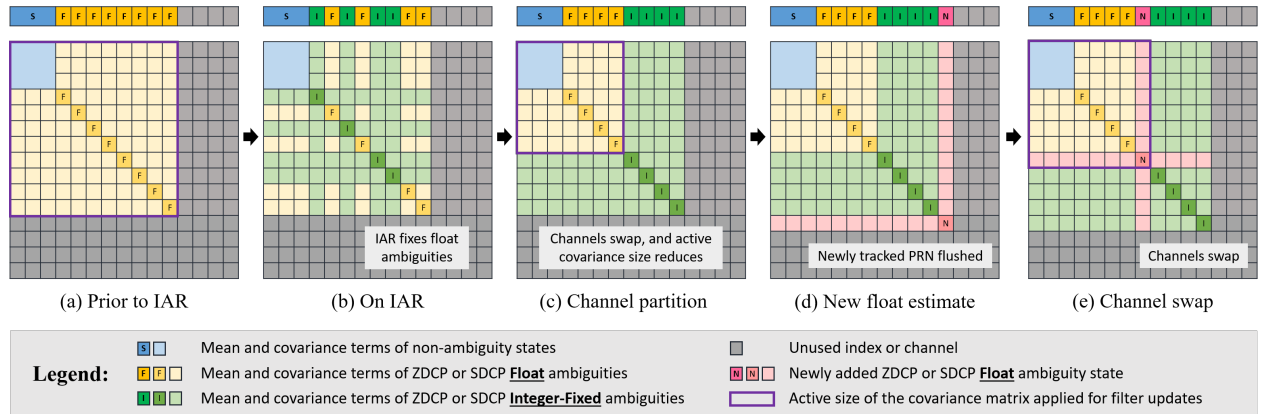 S F F F F F F F F
F
F
F
F
F
F
F
F
(a) Prior to IAR
S I F I F I I F F
I
F
I
F
I
I
F
F
IAR fixes float
ambiguities
(b) On IAR
S F F F F I I I I
F
F
F
F
I
I
I
I
Channels swap, and active
covariance size reduces
(c) Channel partition
S F F F F I I I I N
F
F
F
F
I
I
I
I
N
Newly tracked PRN flushed
(d) New float estimate
S F F F F N I I I I
F
F
F
F
N
I
I
I
I
Channels swap
(e) Channel swap
Legend:
S Mean and covariance terms of non-ambiguity states
F F Mean and covariance terms of ZDCP or SDCP Float ambiguities
I I Mean and covariance terms of ZDCP or SDCP Integer-Fixed ambiguities
Unused index or channel
N N Newly added ZDCP or SDCP Float ambiguity state
Active size of the covariance matrix applied for filter updates